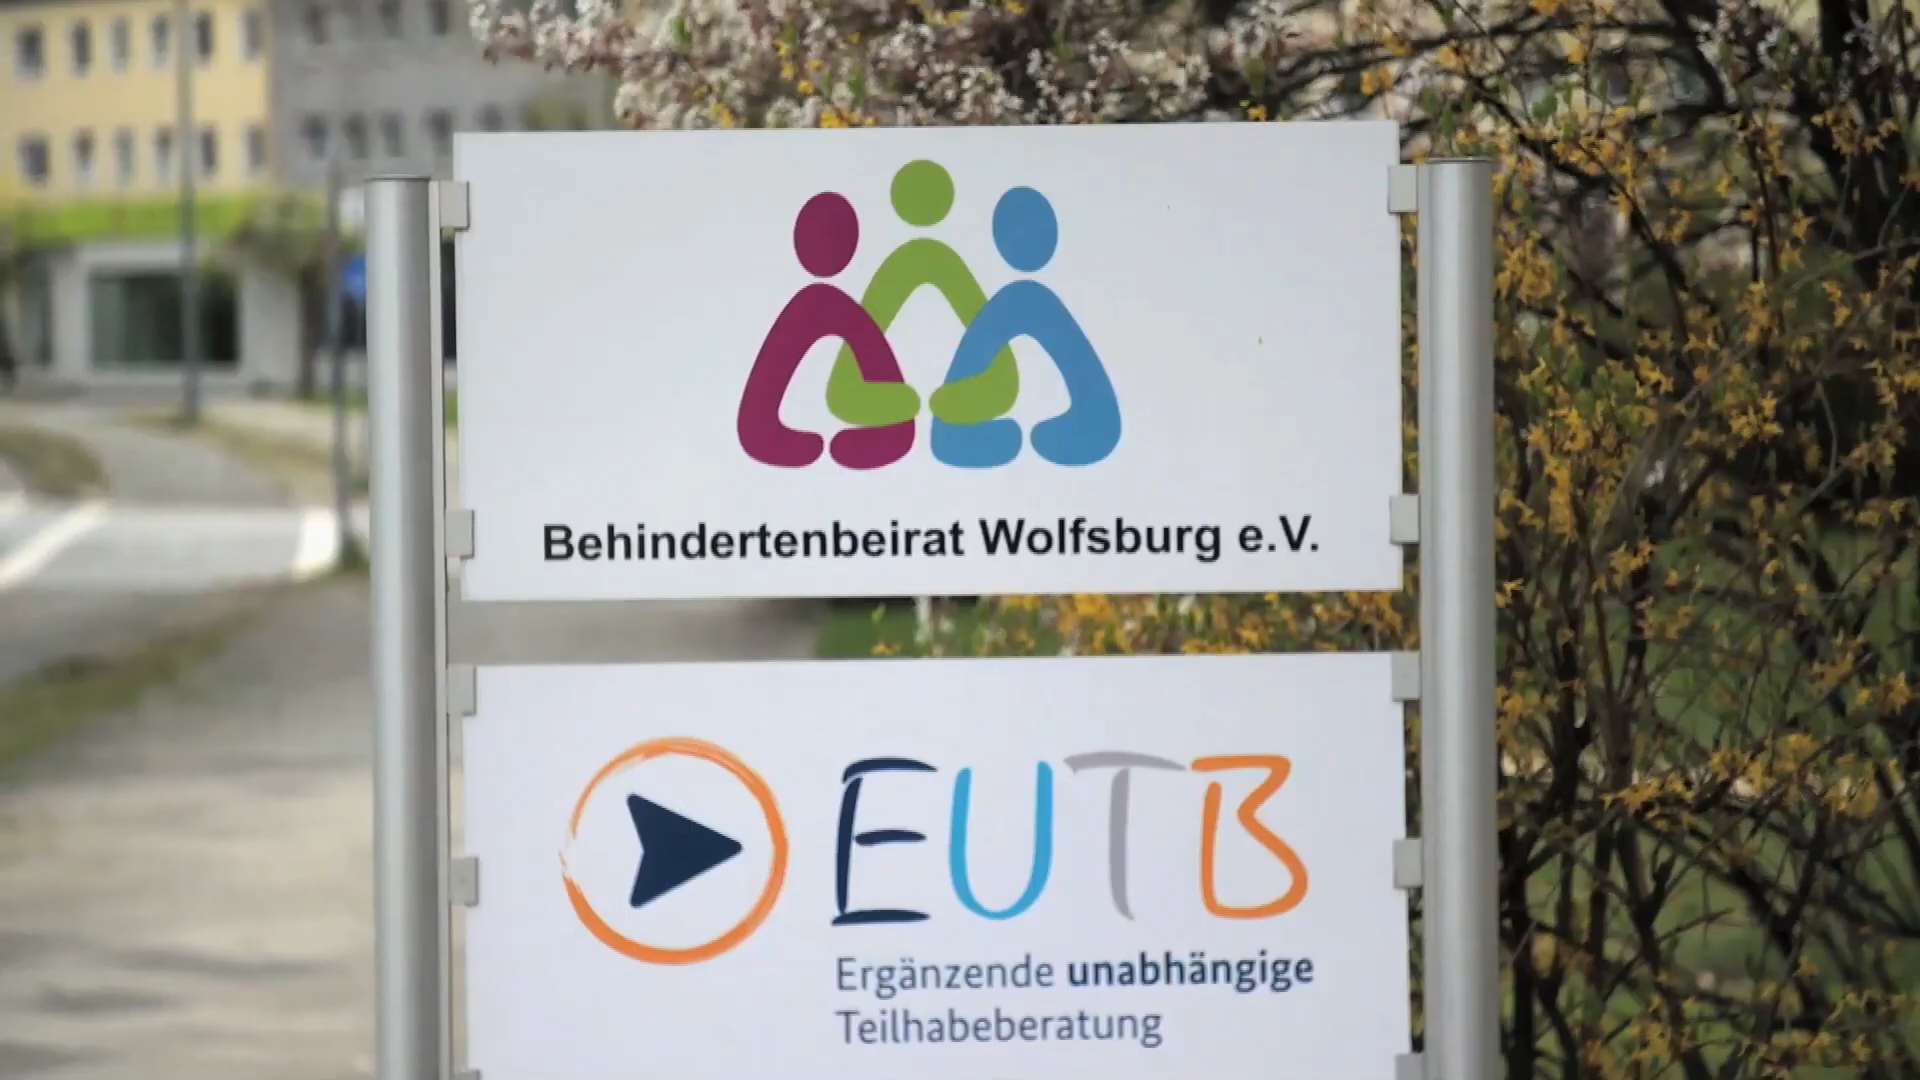 Behindertenbeirat Wolfsburg e.V.
EUTB
Ergänzende unabhängige
Teilhabeberatung